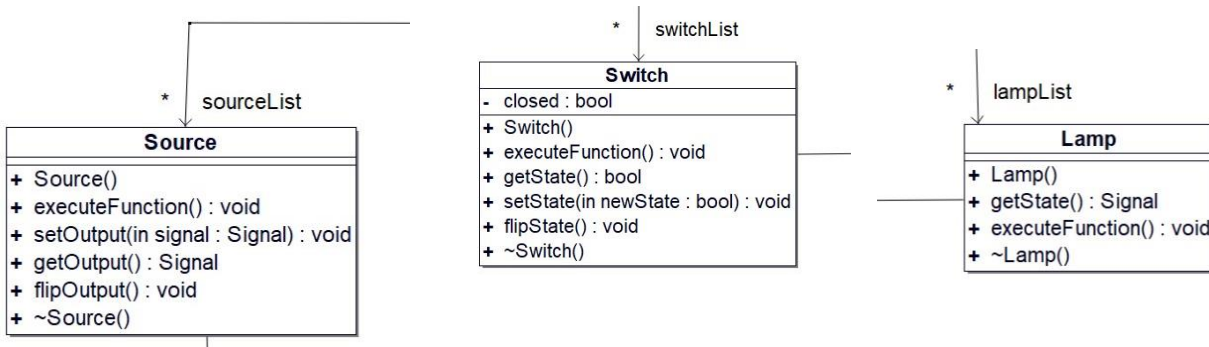 * sourceList
Source
+ Source()
+ executeFunction() : void
+ setOutput(in signal : Signal) : void
+ getOutput() : Signal
+ flipOutput() : void
+ ~Source()
* switchList
Switch
- closed : bool
+ Switch()
+ executeFunction() : void
+ getState() : bool
+ setState(in newState : bool) : void
+ flipState() : void
+ ~Switch()
* lampList
Lamp
+ Lamp()
+ getState() : Signal
+ executeFunction() : void
+ ~Lamp()